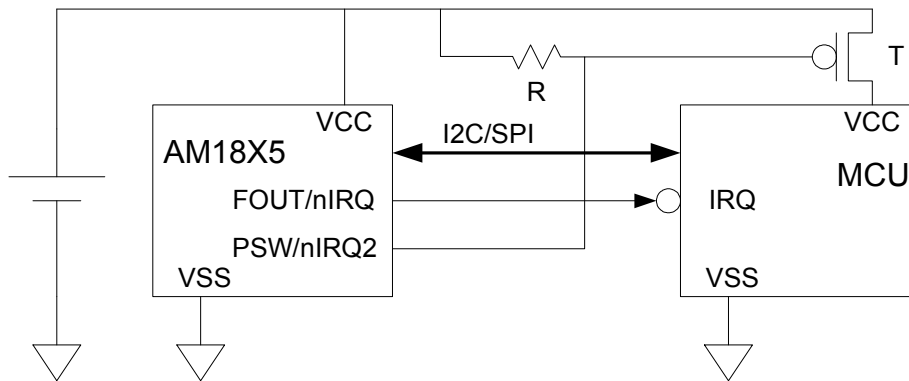 T
R
VCC
VCC
I2C/SPI
AM18X5
MCU
FOUT/nIRQ
IRQ
PSW/nIRQ2
VSS
VSS